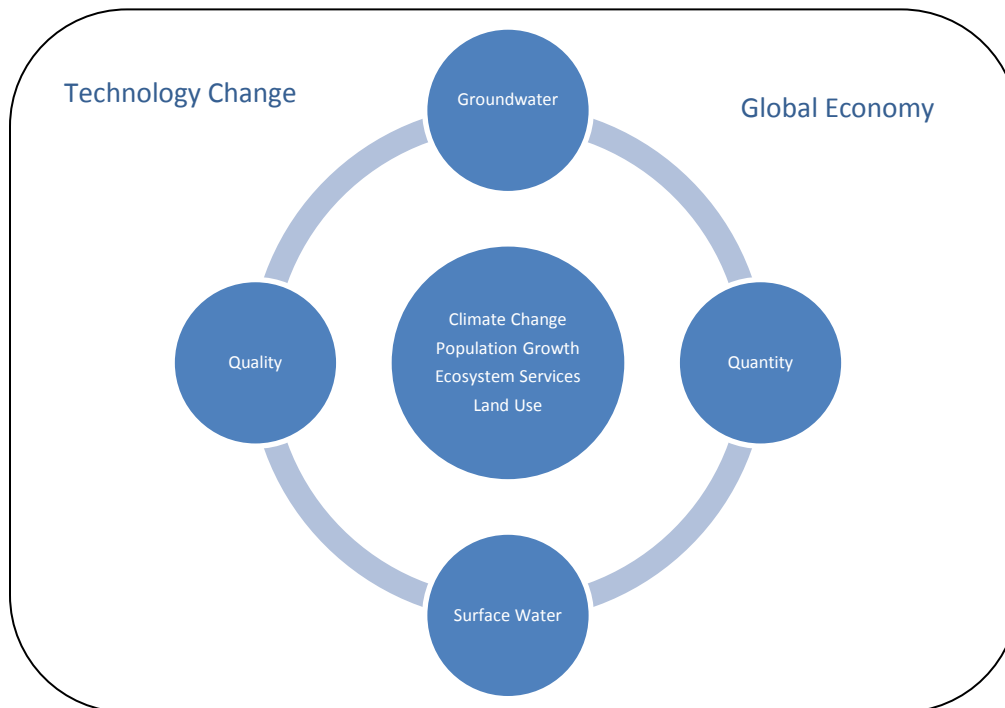 Technology Change
Groundwater
Global Economy
Climate Change
Population Growth
Ecosystem Services
Land Use
Quality
Quantity
Surface Water